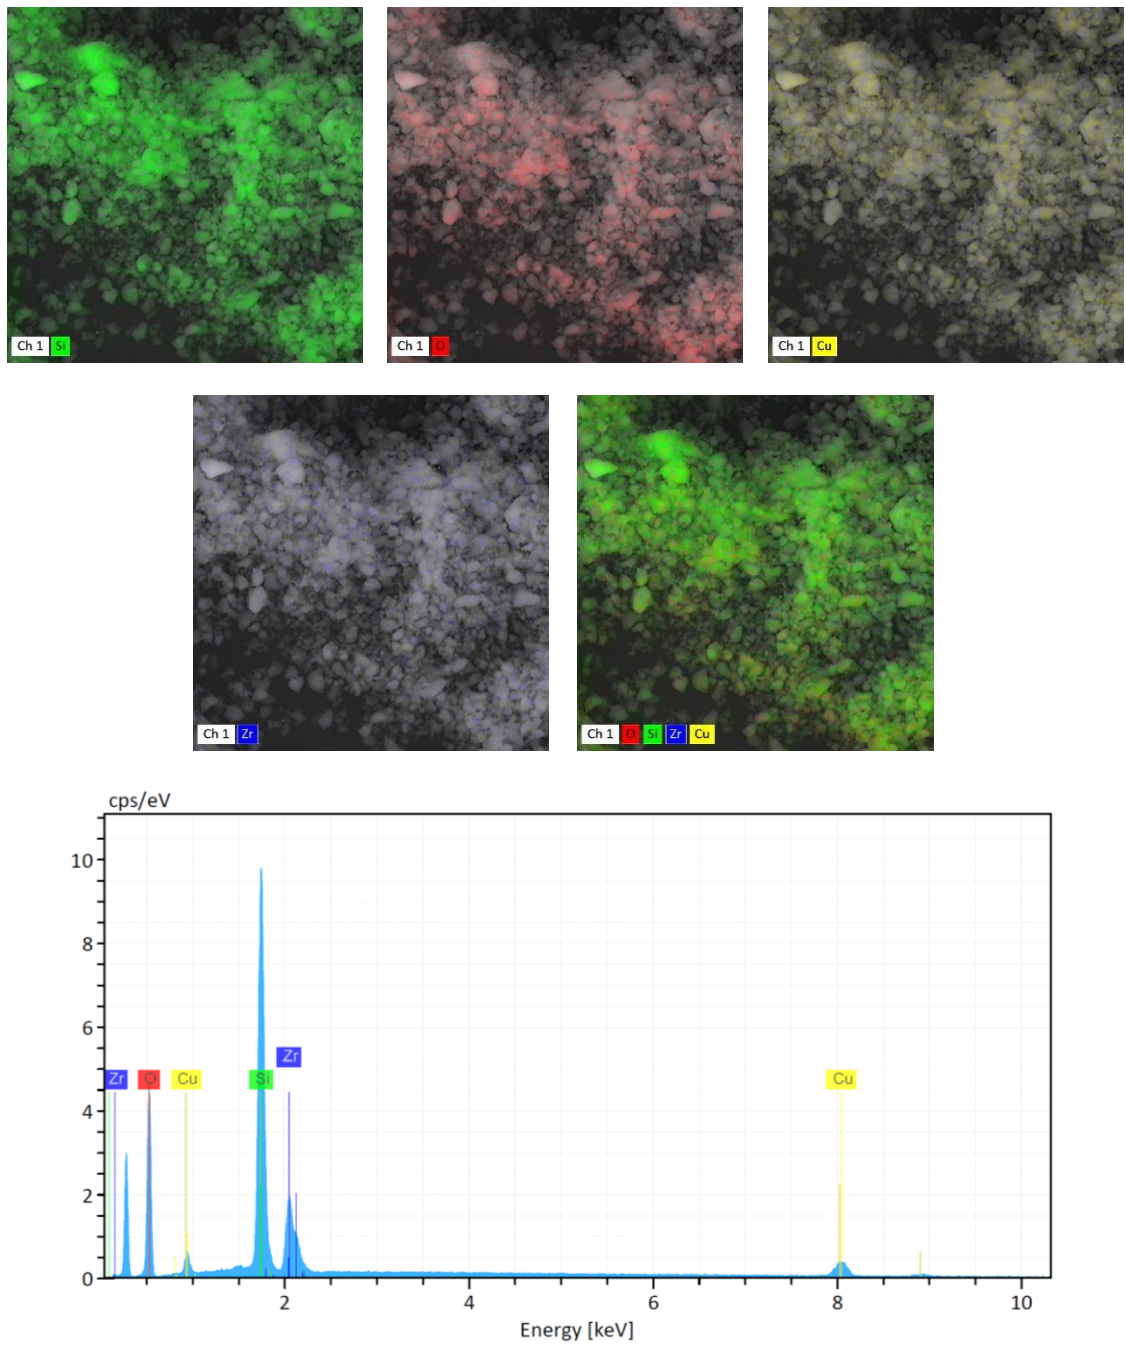 Ch 1 Si
Ch 1 O
Ch 1 Cu
Ch 1 Zr
Ch 1 O Si Zr Cu
cps/eV
10
8
6
Zr
Zr O Cu Si Cu
4
2
0
2 4 6 8 10
Energy [keV]